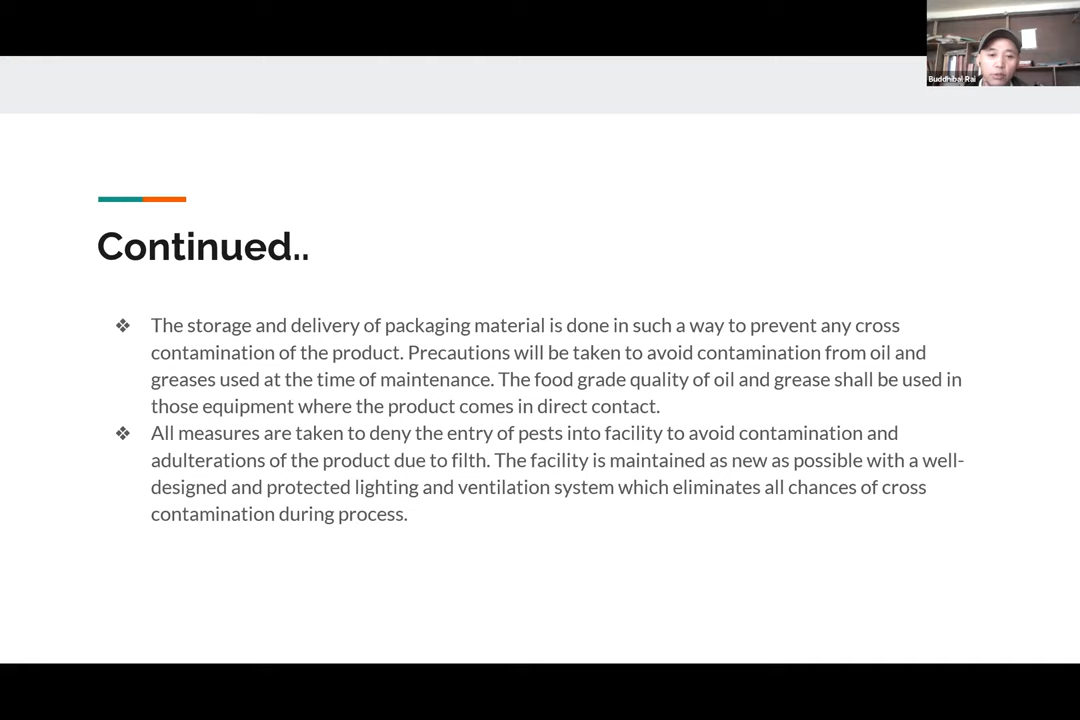 Buddhibal Rai
Continued..
❖ The storage and delivery of packaging material is done in such a way to prevent any cross
contamination of the product. Precautions will be taken to avoid contamination from oil and
greases used at the time of maintenance. The food grade quality of oil and grease shall be used in
those equipment where the product comes in direct contact.
❖ All measures are taken to deny the entry of pests into facility to avoid contamination and
adulterations of the product due to filth. The facility is maintained as new as possible with a well-
designed and protected lighting and ventilation system which eliminates all chances of cross
contamination during process.